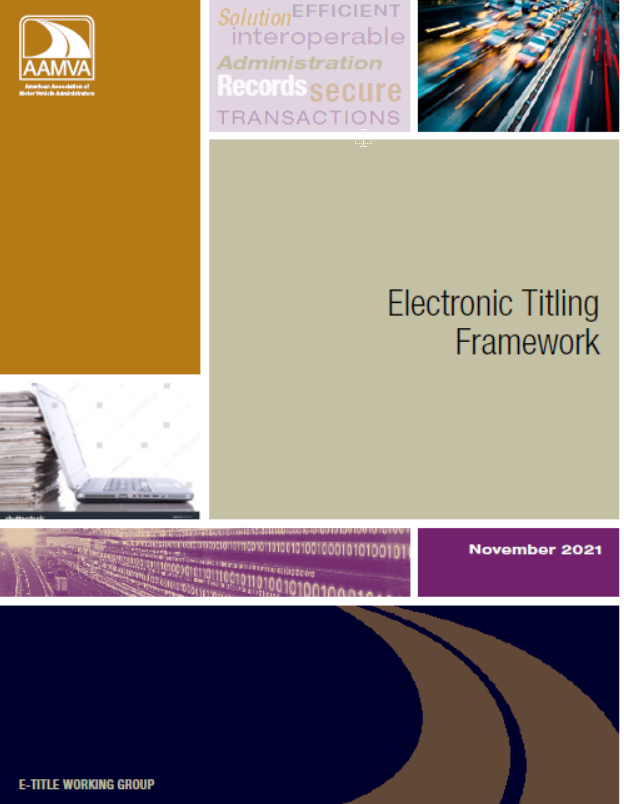 AAMVA
American Association of
Motor Vehicle Administrators
Solution EFFICIENT
interoperable
Administration
Records secure
TRANSACTIONS
Electronic Titling
Framework
shutterstock
November 2021
E-TITLE WORKING GROUP